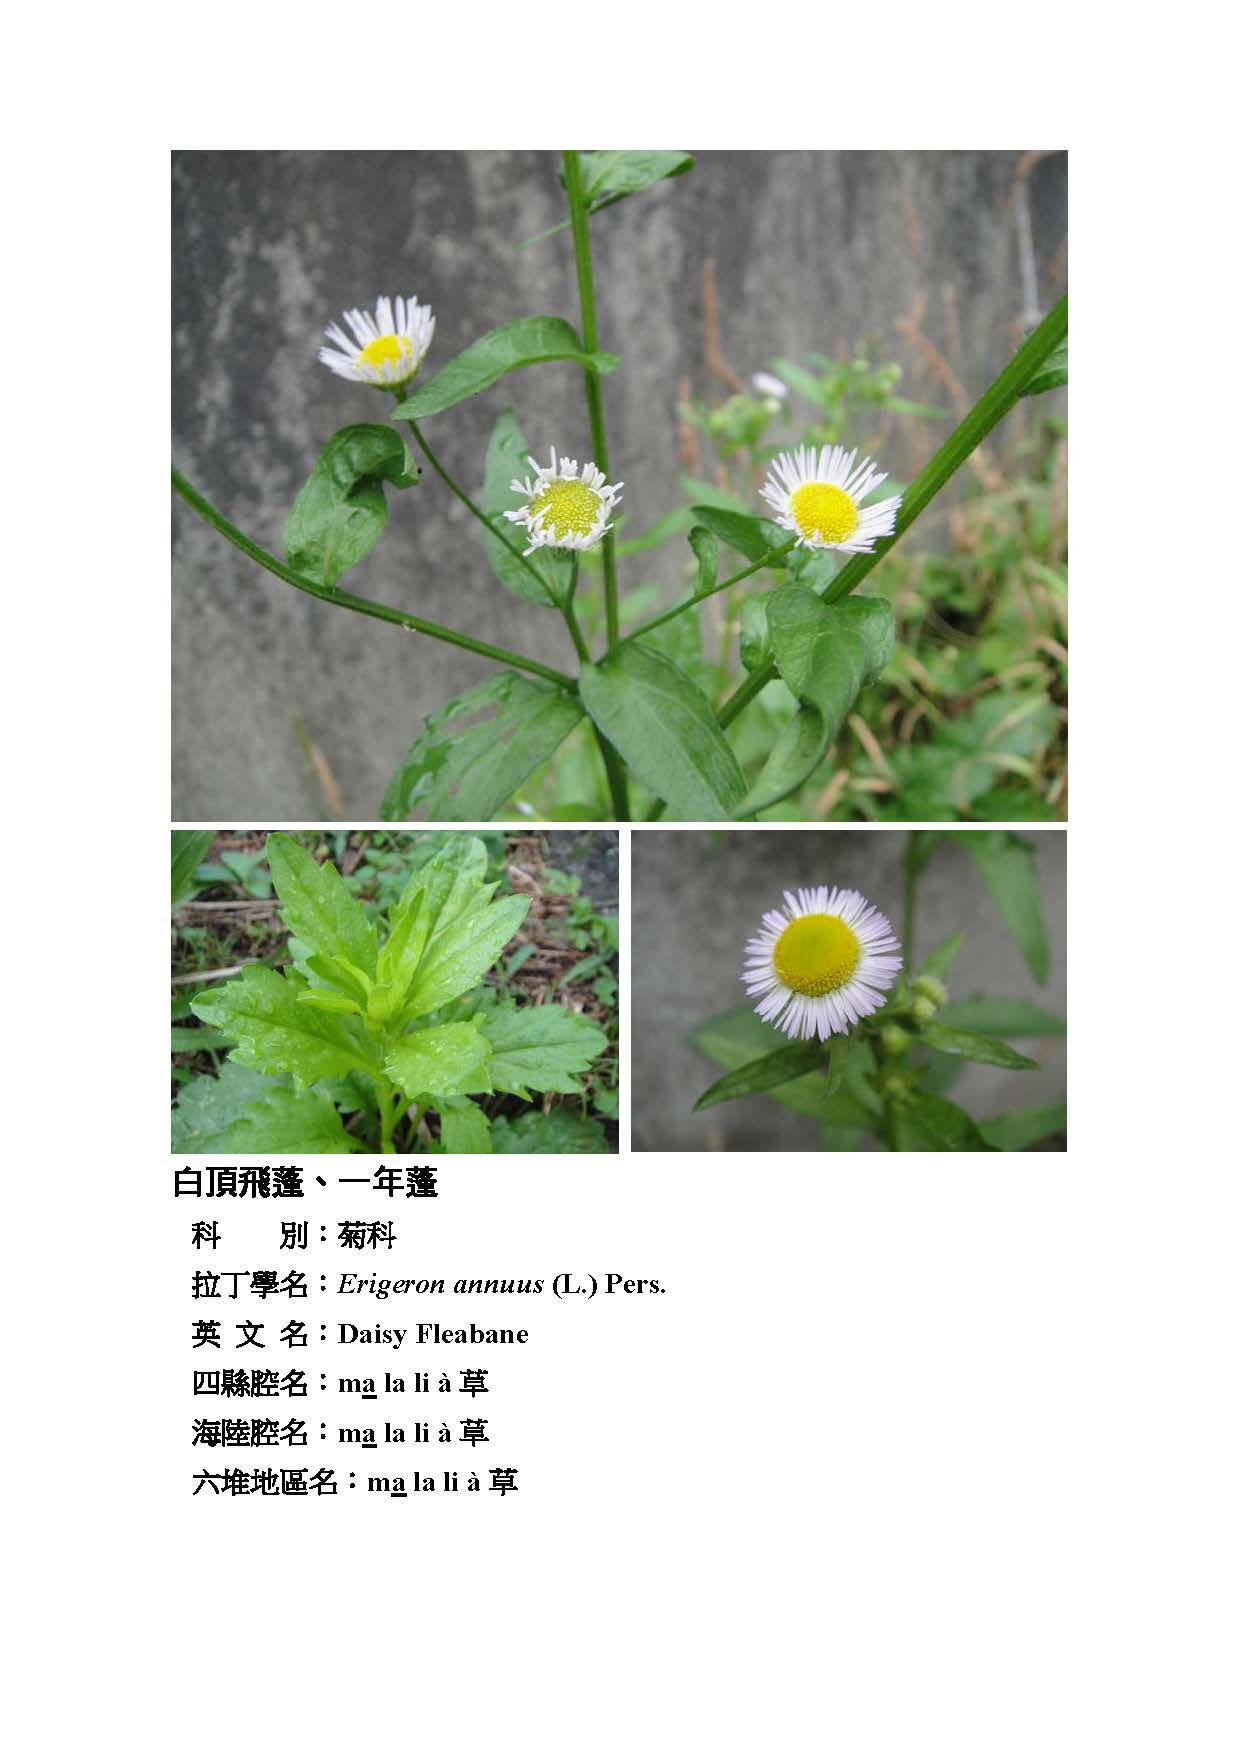 白頂飛蓬、一年蓬
科　　別：菊科
拉丁學名：Erigeron annuus (L.) Pers.
英 文 名：Daisy Fleabane
四縣腔名：ma̲ la li à 草
海陸腔名：ma̲ la li à 草
六堆地區名：ma̲ la li à 草